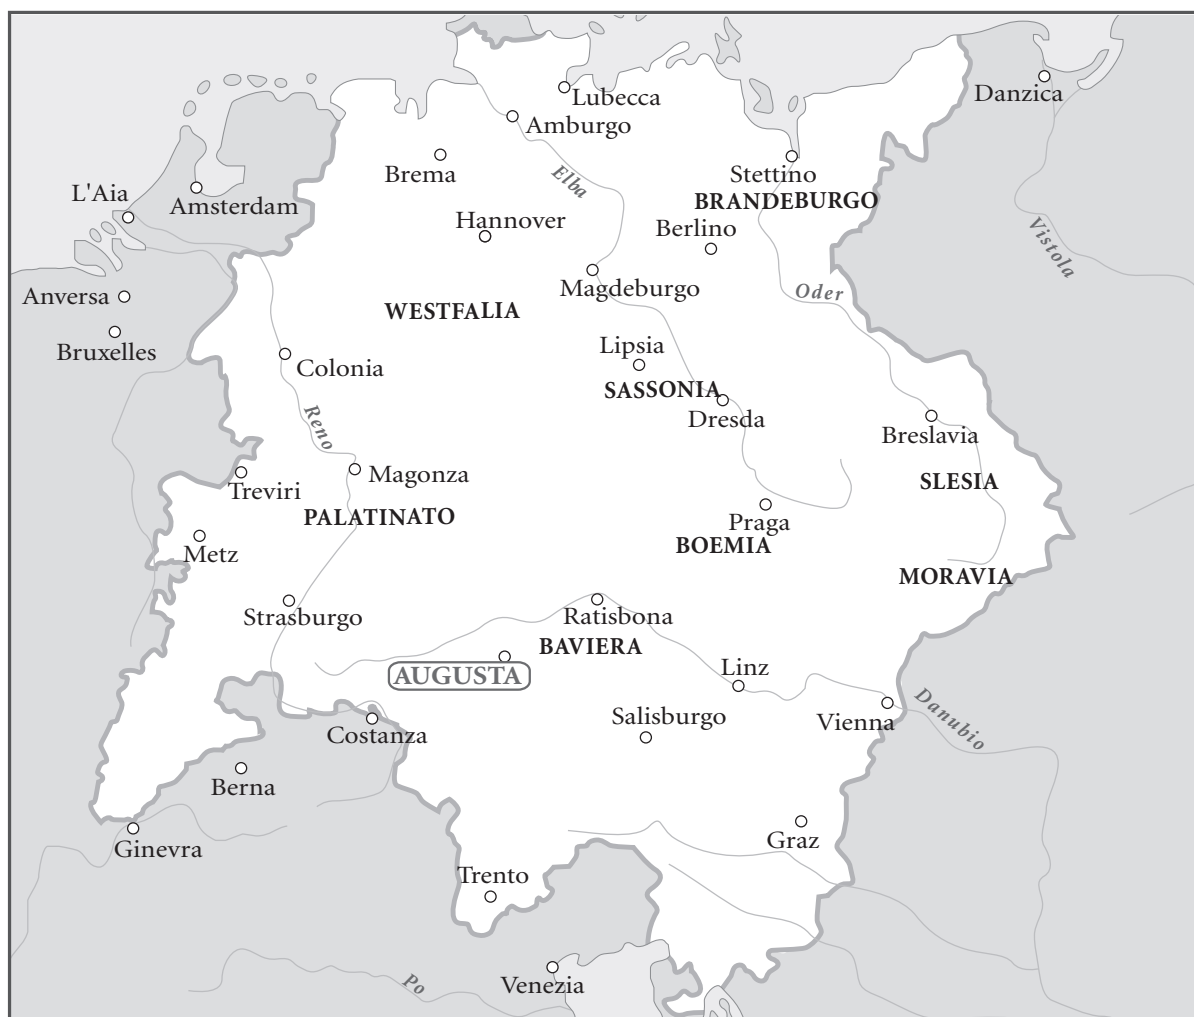 Danzica
Lubecca
Amburgo
Brema
Elba
Stettino
L'Aia
Amsterdam
BRANDEBURGO
Hannover
Berlino
Vistola
Anversa
Magdeburgo
Oder
WESTFALIA
Bruxelles
Lipsia
Colonia
SASSONIA
Dresda
Reno
Breslavia
Magonza
Treviri
SLESIA
PALATINATO
Praga
Metz
BOEMIA
MORAVIA
Strasburgo
Ratisbona
BAVIERA
AUGUSTA
Linz
Salisburgo
Vienna
Danubio
Costanza
Berna
Graz
Ginevra
Trento
Po
Venezia